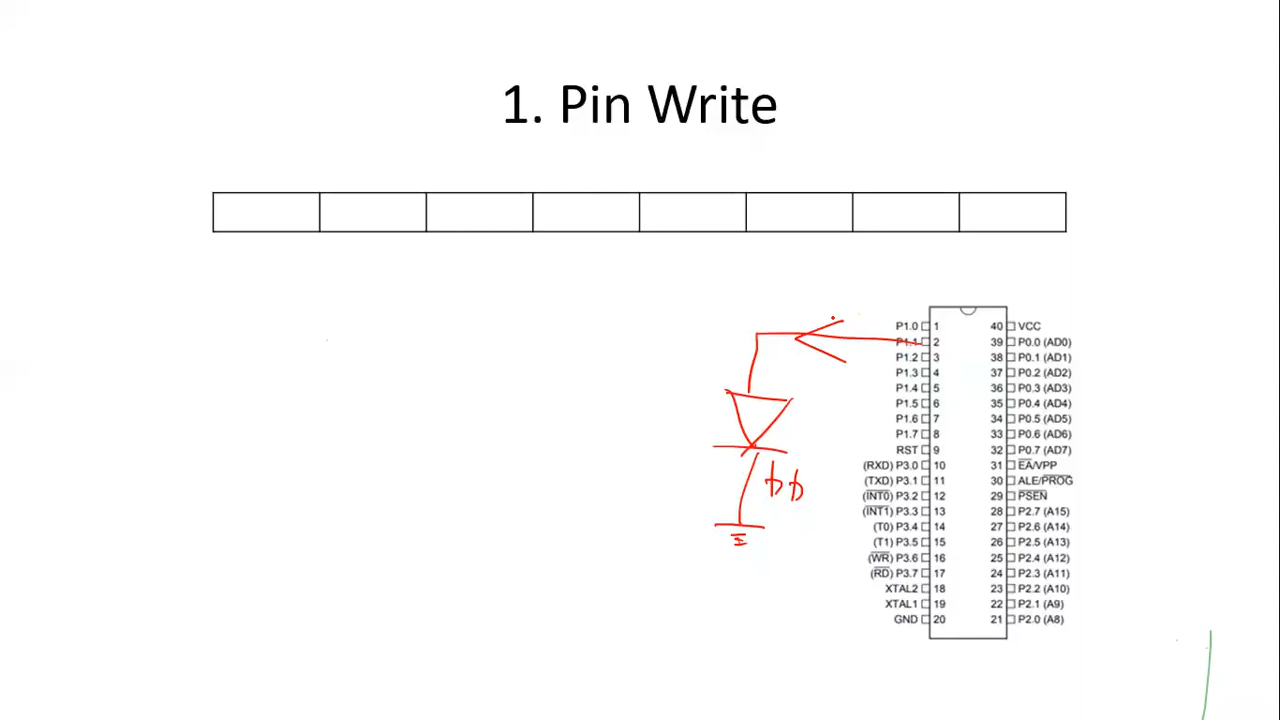 1. Pin Write
P1.0 1 40 VCC
P1.1 2 39 P0.0 (AD0)
P1.2 3 38 P0.1 (AD1)
P1.3 4 37 P0.2 (AD2)
P1.4 5 36 P0.3 (AD3)
P1.5 6 35 P0.4 (AD4)
P1.6 7 34 P0.5 (AD5)
P1.7 8 33 P0.6 (AD6)
RST 9 32 P0.7 (AD7)
(RXD) P3.0 10 31 E̅A̅/VPP
(TXD) P3.1 11 30 ALE/P̅R̅O̅G̅
(I̅N̅T̅0̅) P3.2 12 29 P̅S̅E̅N̅
(I̅N̅T̅1̅) P3.3 13 28 P2.7 (A15)
(T0) P3.4 14 27 P2.6 (A14)
(T1) P3.5 15 26 P2.5 (A13)
(W̅R̅) P3.6 16 25 P2.4 (A12)
(R̅D̅) P3.7 17 24 P2.3 (A11)
XTAL2 18 23 P2.2 (A10)
XTAL1 19 22 P2.1 (A9)
GND 20 21 P2.0 (A8)